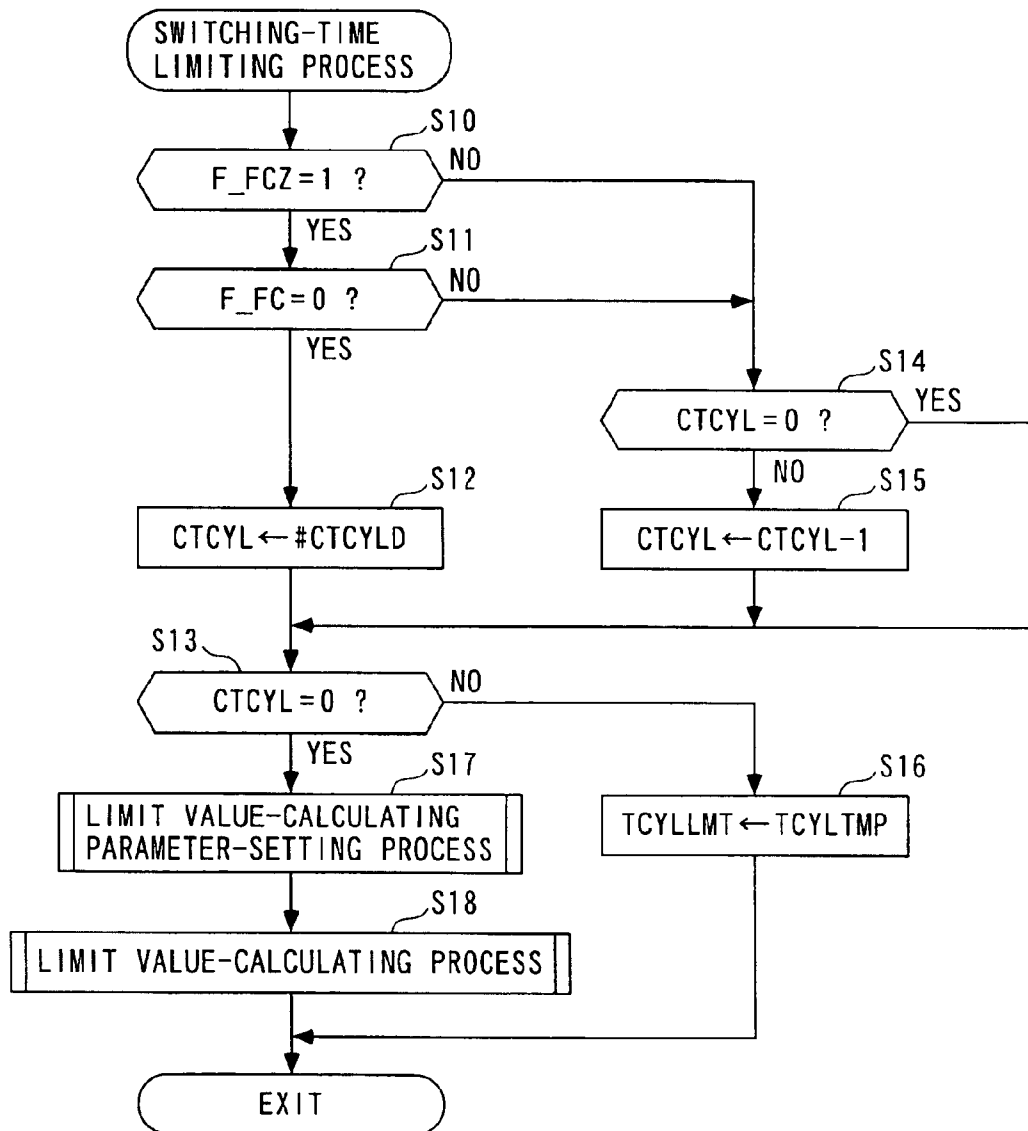 SWITCHING-TIME
LIMITING PROCESS
S10
F_FCZ=1 ?
NO
YES
S11
F_FC=0 ?
NO
YES
S14
CTCYL=0 ?
YES
NO
S12
CTCYL←#CTCYLD
S15
CTCYL←CTCYL-1
S13
CTCYL=0 ?
NO
YES
S17
LIMIT VALUE-CALCULATING
PARAMETER-SETTING PROCESS
S16
TCYLLMT←TCYLTMP
S18
LIMIT VALUE-CALCULATING PROCESS
EXIT